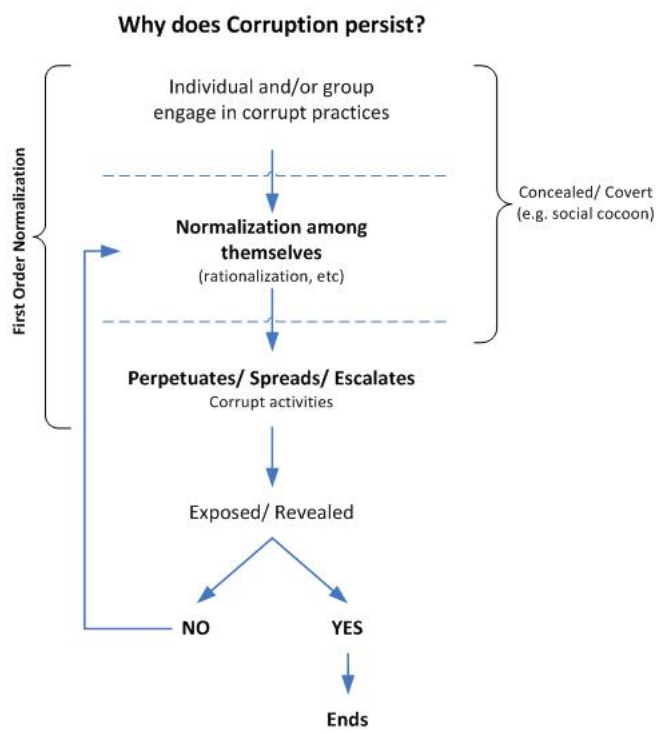 Why does Corruption persist?
Individual and/or group
engage in corrupt practices
First Order Normalization
Concealed/ Covert
(e.g. social cocoon)
Normalization among
themselves
(rationalization, etc)
Perpetuates/ Spreads/ Escalates
Corrupt activities
Exposed/ Revealed
NO
YES
Ends